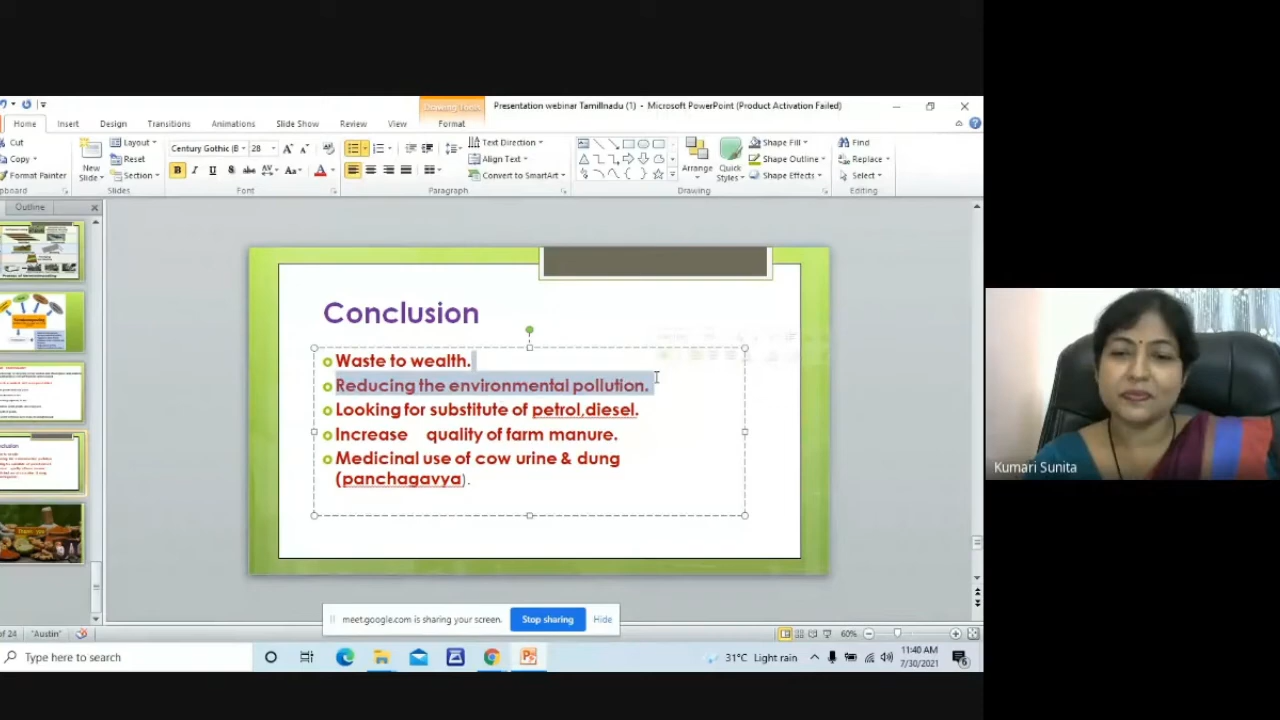 Drawing Tools
Presentation webinar Tamillnadu (1) - Microsoft PowerPoint (Product Activation Failed)
Home Insert Design Transitions Animations Slide Show Review View Format
Cut
Copy
Format Painter
New
Slide
Layout
Reset
Section
Slides
Century Gothic (B
28
Font
Text Direction
Align Text
Convert to SmartArt
Paragraph
Arrange
Quick
Styles
Shape Fill
Shape Outline
Shape Effects
Drawing
Find
Replace
Select
Editing
Outline
Conclusion
Waste to wealth.
Reducing the environmental pollution.
Looking for substitute of petrol,diesel.
Increase quality of farm manure.
Medicinal use of cow urine & dung
(panchagavya).
Kumari Sunita
meet.google.com is sharing your screen.
Stop sharing
Hide
of 24
"Austin"
60%
Type here to search
31°C Light rain
11:40 AM
7/30/2021